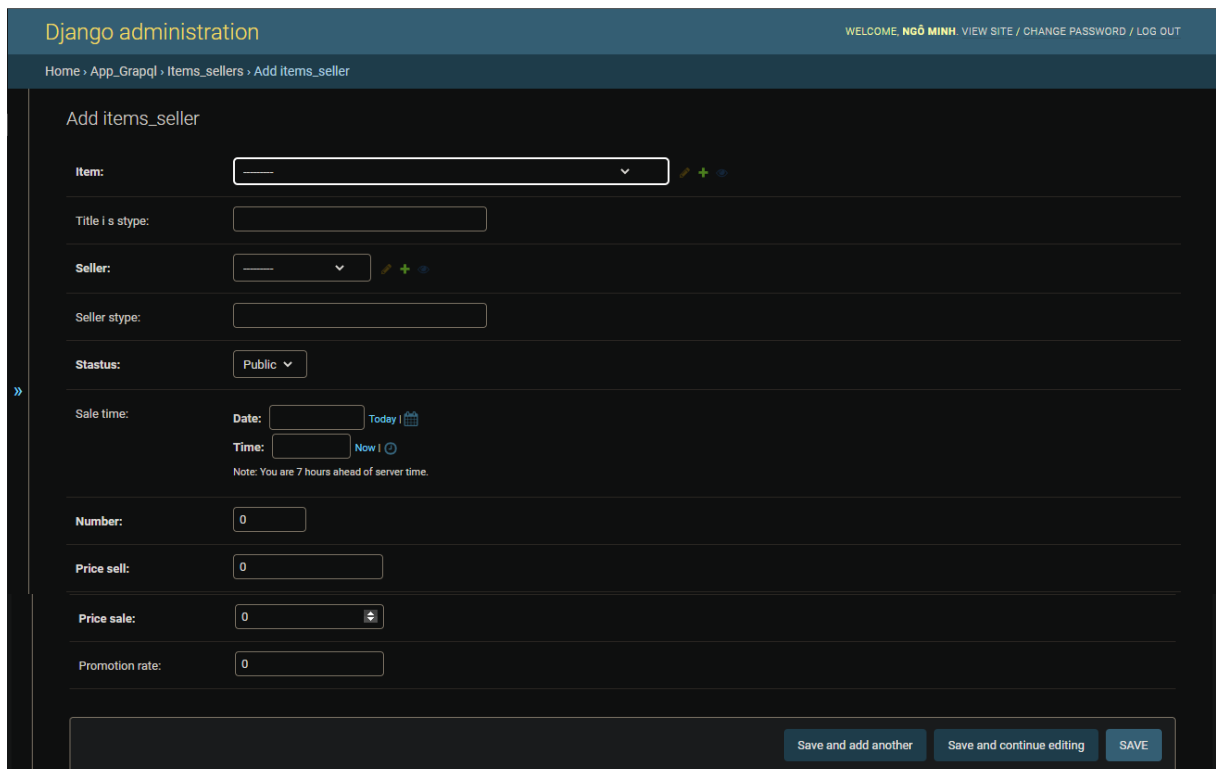 Django administration
WELCOME, NGÔ MINH. VIEW SITE / CHANGE PASSWORD / LOG OUT
Home › App_Grapql › Items_sellers › Add items_seller
Add items_seller
Item: ---------
Title i s stype:
Seller: ---------
Seller stype:
Stastus: Public
»
Sale time:
Date: Today |
Time: Now |
Note: You are 7 hours ahead of server time.
Number: 0
Price sell: 0
Price sale: 0
Promotion rate: 0
Save and add another Save and continue editing SAVE